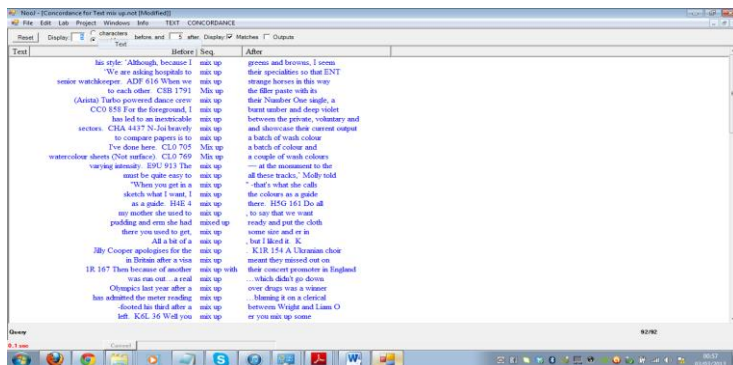 NooJ - [Concordance for Text mix up.not [Modified]]
File Edit Lab Project Windows Info TEXT CONCORDANCE
Reset Display: 5 characters before, and 5 after. Display: Matches Outputs
Text
Text Before Seq. After
his style: 'Although, because I mix up greens and browns, I seem
"We are asking hospitals to mix up their specialities so that ENT
senior watchkeeper. ADF 616 When we mix up strange horses in this way
to each other. C8B 1791 Mix up the filler paste with its
(Arista) Turbo powered dance crew mix up their Number One single, a
CC0 858 For the foreground, I mix up burnt umber and deep violet
has led to an inextricable mix up between the private, voluntary and
sectors. CHA 4437 N-Joi bravely mix up and showcase their current output
to compare papers is to mix up a batch of wash colour
I've done here. CL0 705 Mix up a batch of colour and
watercolour sheets (Not surface). CL0 769 Mix up a couple of wash colours
varying intensity. E9U 913 The mix up — at the monument to the
must be quite easy to mix up all these tracks,' Molly told
"When you get in a mix up " -that's what she calls
sketch what I want, I mix up the colours as a guide
as a guide. H4E 4 mix up there. H5G 161 Do all
my mother she used to mix up , to say that we want
pudding and erm she had mixed up ready and put the cloth
there you used to get, mix up some size and er in
All a bit of a mix up , but I liked it. K
Jilly Cooper apologises for the mix up . K1R 154 A Ukranian choir
in Britain after a visa mix up meant they missed out on
1R 167 Then because of another mix up with their concert promoter in England
was run out... a real mix up ... which didn't go down
Olympics last year after a mix up over drugs was a winner
has admitted the meter reading mix up ... blaming it on a clerical
-footed his third after a mix up between Wright and Liam O
left. K6L 36 Well you mix up er you mix up some
Query 92/92
0.1 sec Cancel
00:57